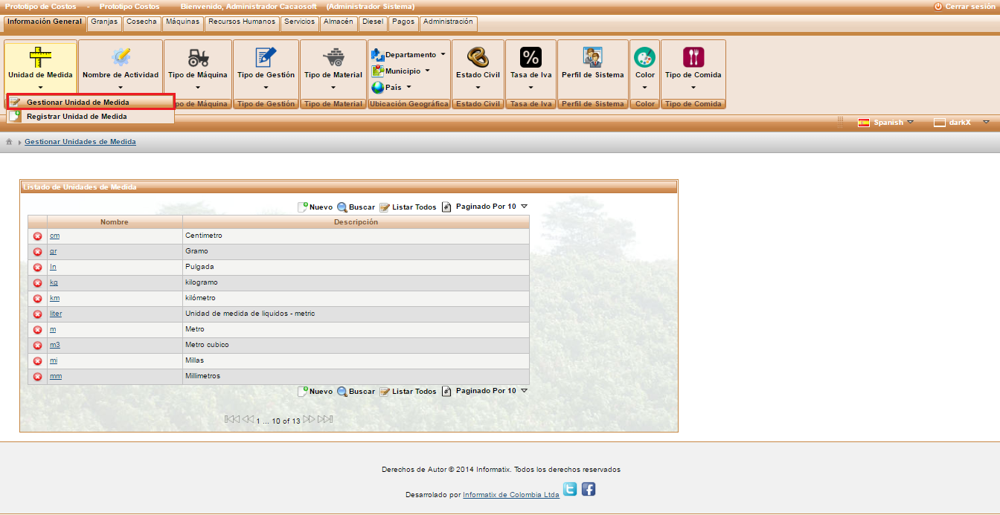 Prototipo de Costos - Prototipo Costos Bienvenido, Administrador Cacaosoft (Administrador Sistema) Cerrar sesión
Información General Granjas Cosecha Máquinas Recursos Humanos Servicios Almacén Diesel Pagos Administración
Unidad de Medida Nombre de Actividad Tipo de Máquina Tipo de Gestión Tipo de Material Departamento Municipio País Estado Civil Tasa de Iva Perfil de Sistema Color Tipo de Comida
po de Máquina Tipo de Gestión Tipo de Material Ubicación Geográfica Estado Civil Tasa de Iva Perfil de Sistema Color Tipo de Comida
Gestionar Unidad de Medida
Registrar Unidad de Medida
Spanish darkX
Gestionar Unidades de Medida
Listado de Unidades de Medida
Nuevo Buscar Listar Todos # Paginado Por 10
Nombre Descripción
cm Centimetro
gr Gramo
In Pulgada
kg kilogramo
km kilómetro
liter Unidad de medida de liquidos - metric
m Metro
m3 Metro cubico
mi Millas
mm Millimetros
Nuevo Buscar Listar Todos # Paginado Por 10
1 ... 10 of 13
Derechos de Autor © 2014 Informatix. Todos los derechos reservados
Desarrolado por Informatix de Colombia Ltda